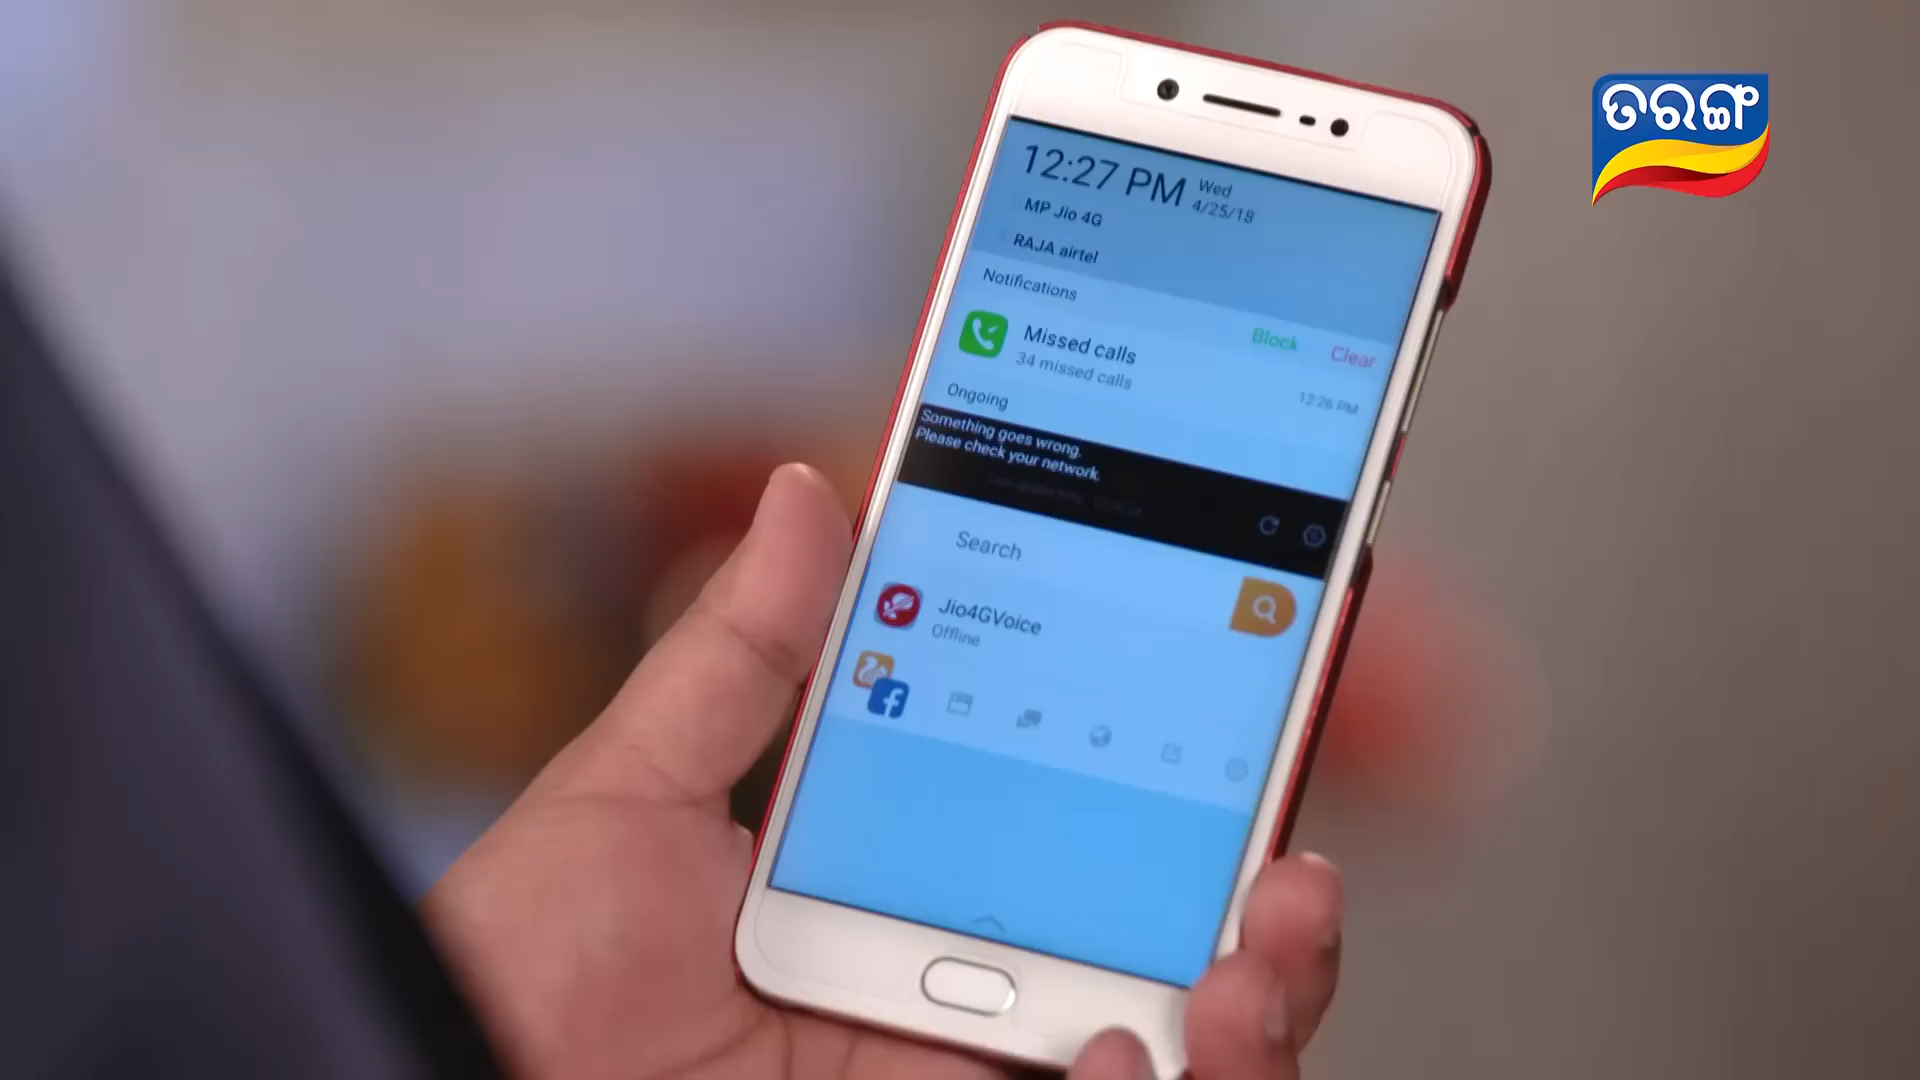 ତରଙ୍ଗ
12:27 PM
Wed
4/25/18
MP Jio 4G
RAJA airtel
Notifications
Missed calls
34 missed calls
Block
Clear
12:26 PM
Ongoing
Something goes wrong.
Please check your network.
Search
Jio4GVoice
Offline